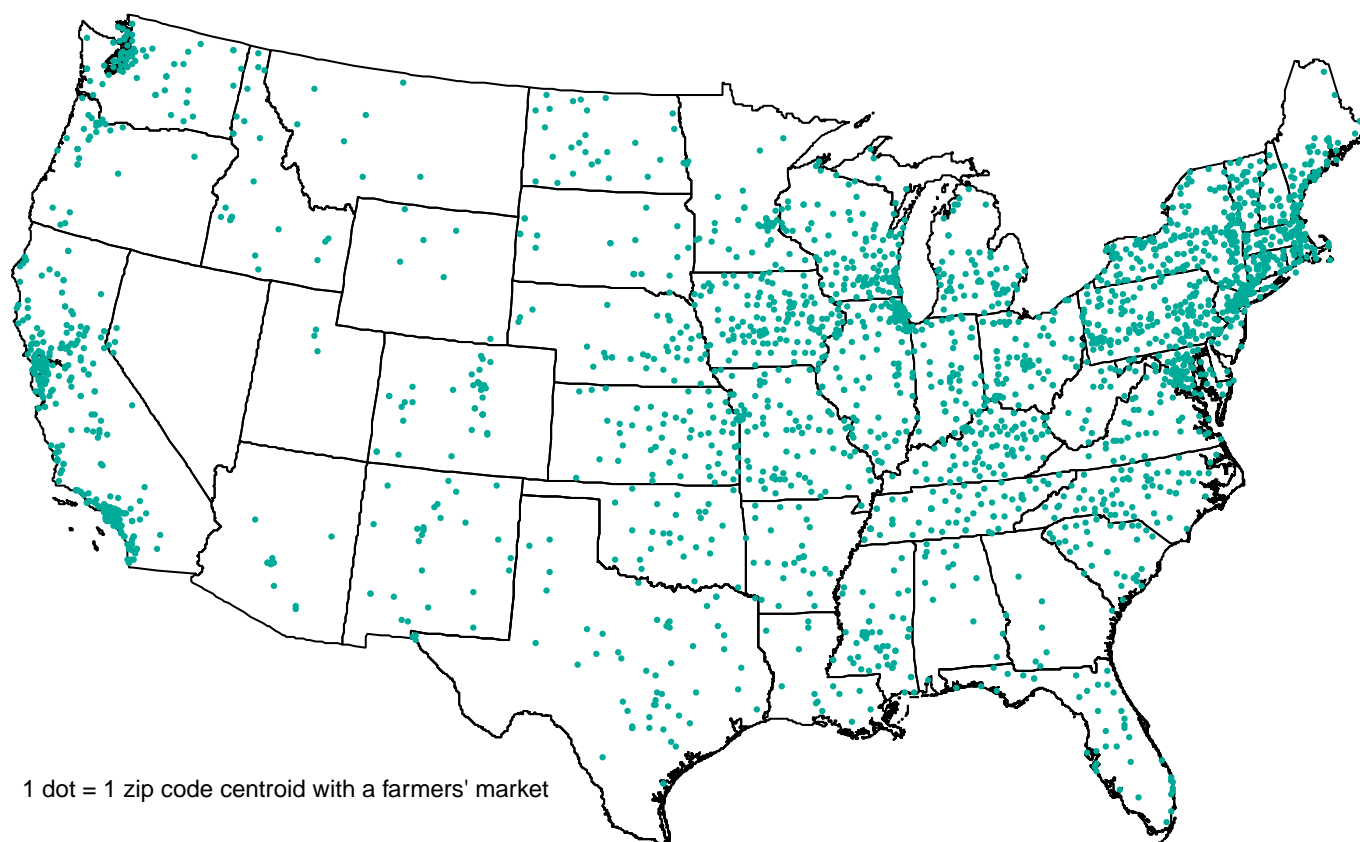 1 dot = 1 zip code centroid with a farmers' market